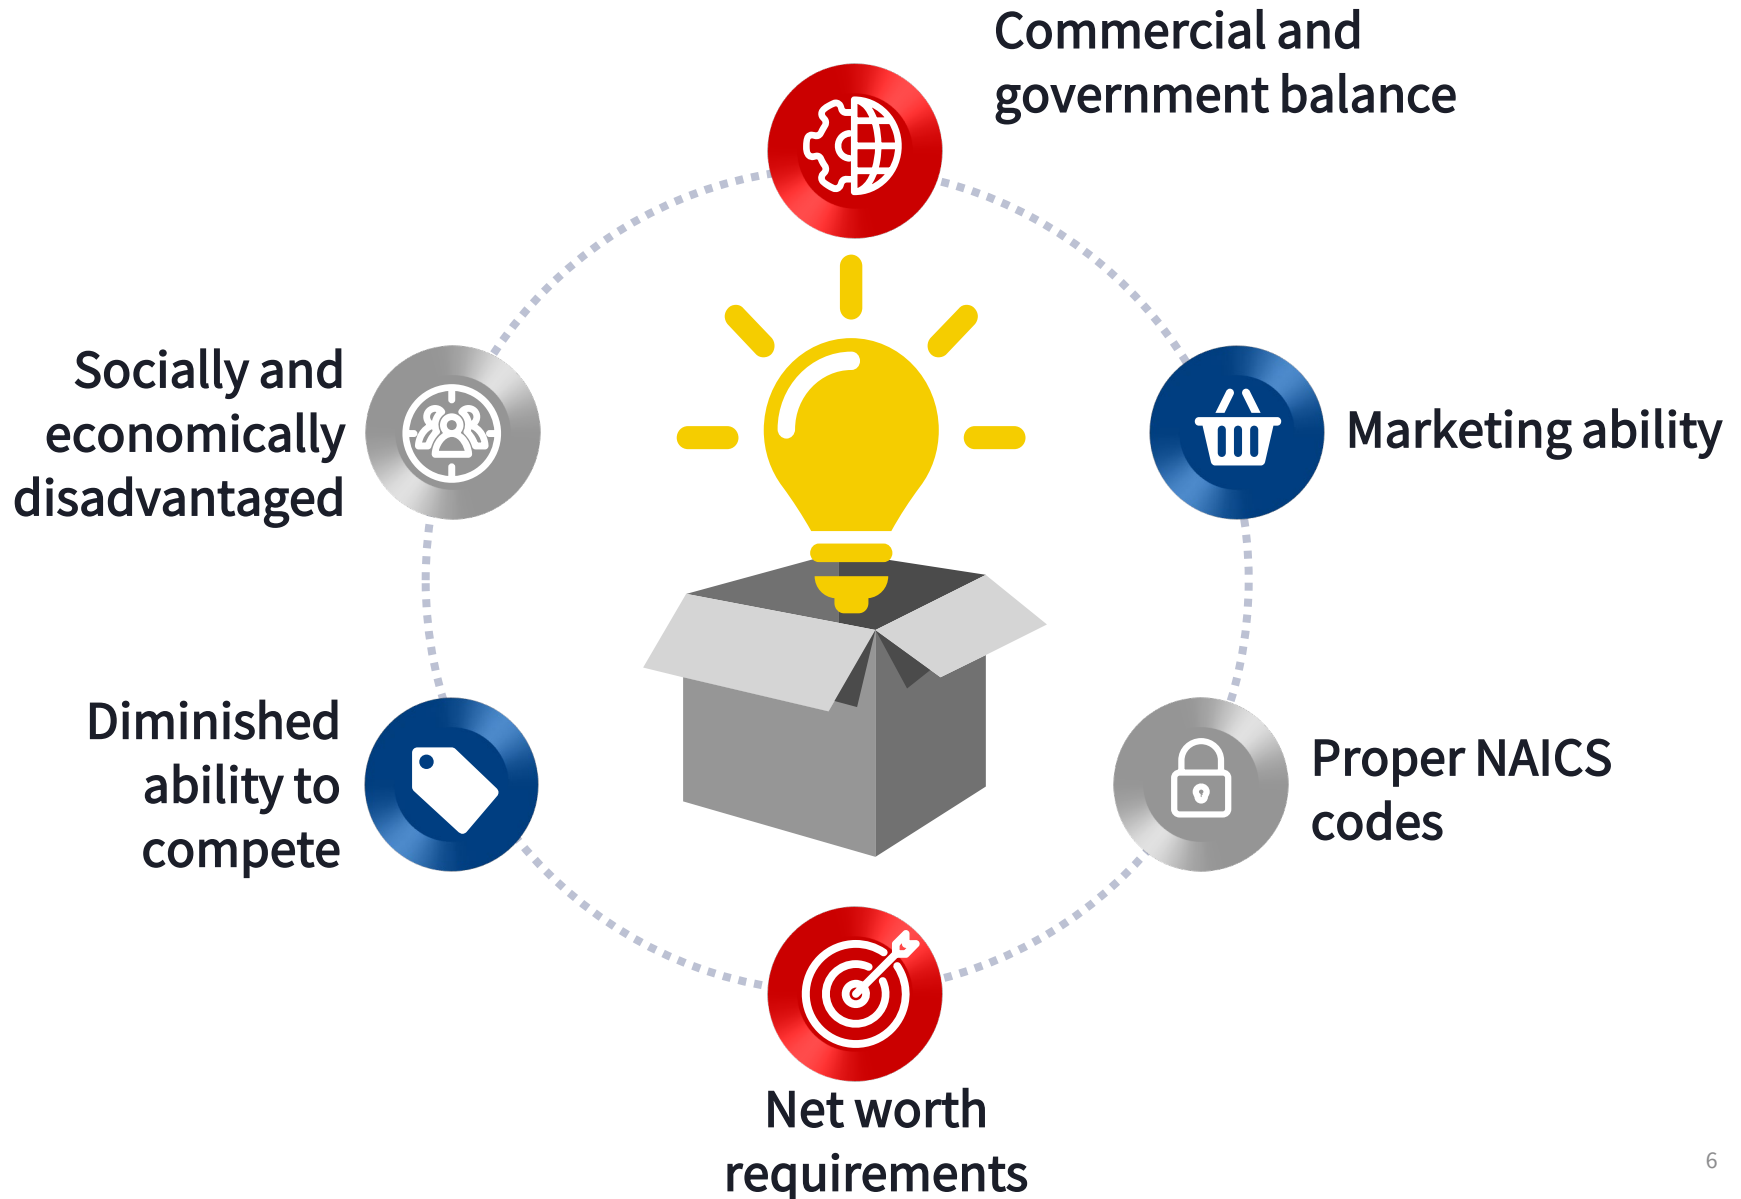 Commercial and
government balance
Socially and
economically
disadvantaged
Marketing ability
Diminished
ability to
compete
Proper NAICS
codes
Net worth
requirements
6